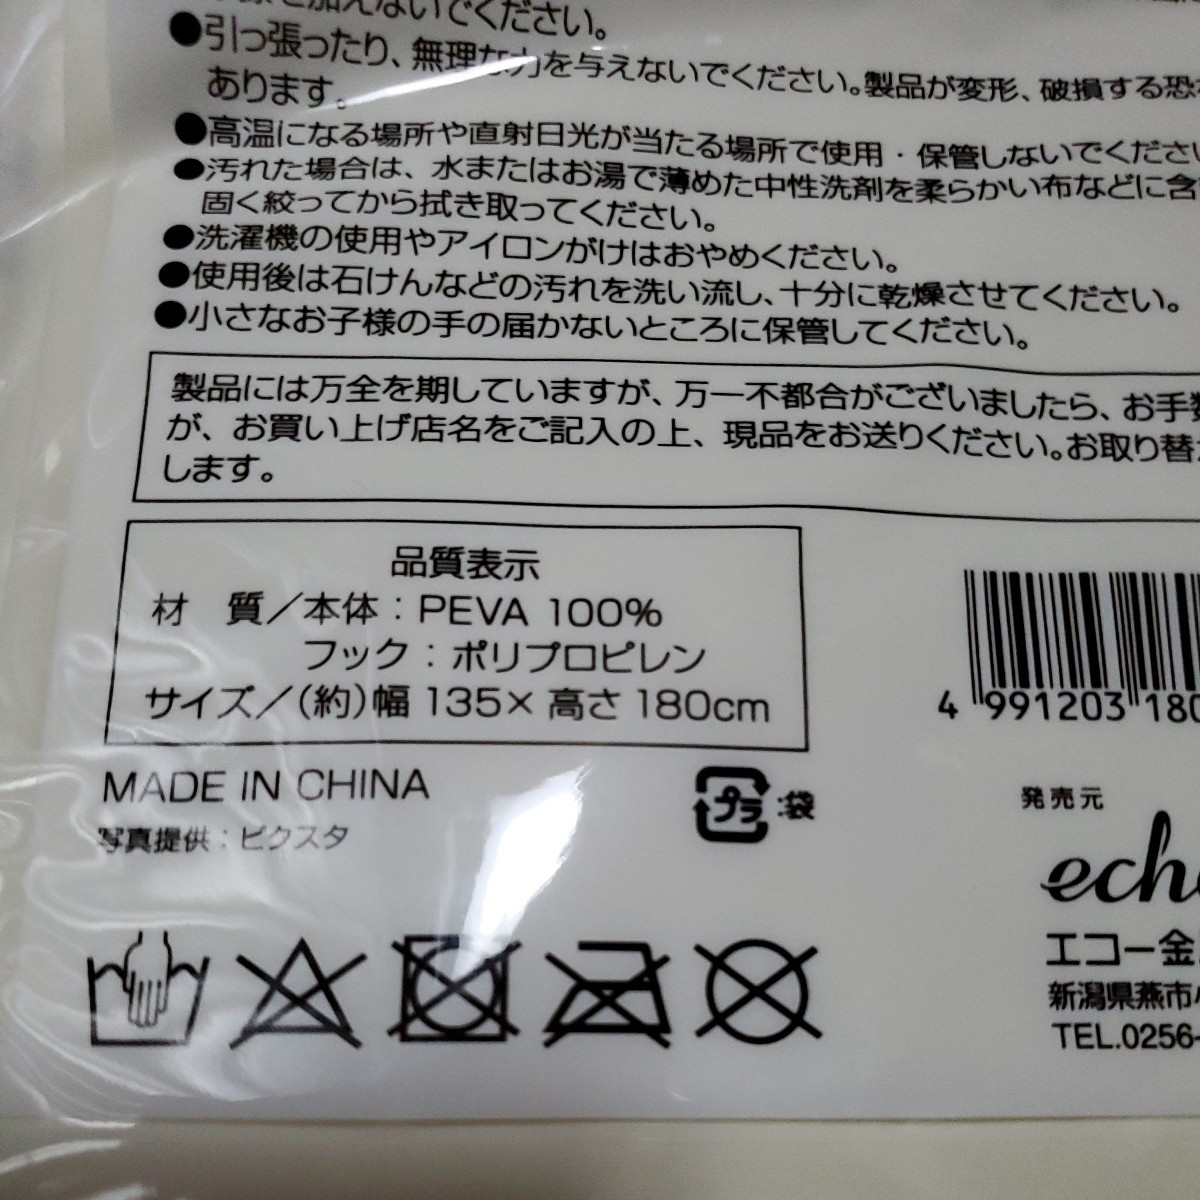 を加えないでください。
●引っ張ったり、無理な力を与えないでください。製品が変形、破損する恐
あります。
●高温になる場所や直射日光が当たる場所で使用・保管しないでくださ
●汚れた場合は、水またはお湯で薄めた中性洗剤を柔らかい布などに含
固く絞ってから拭き取ってください。
●洗濯機の使用やアイロンがけはおやめください。
●使用後は石けんなどの汚れを洗い流し、十分に乾燥させてください。
●小さなお子様の手の届かないところに保管してください。
製品には万全を期していますが、万一不都合がございましたら、お手
が、お買い上げ店名をご記入の上、現品をお送りください。お取り替
します。
品質表示
材 質/本体:PEVA 100%
フック:ポリプロピレン
サイズ/(約)幅 135×高さ 180cm
MADE IN CHINA
写真提供:ピクスタ
プラ :袋
4 991203 180
発売元
ech
エコー金
新潟県燕市
TEL.0256-